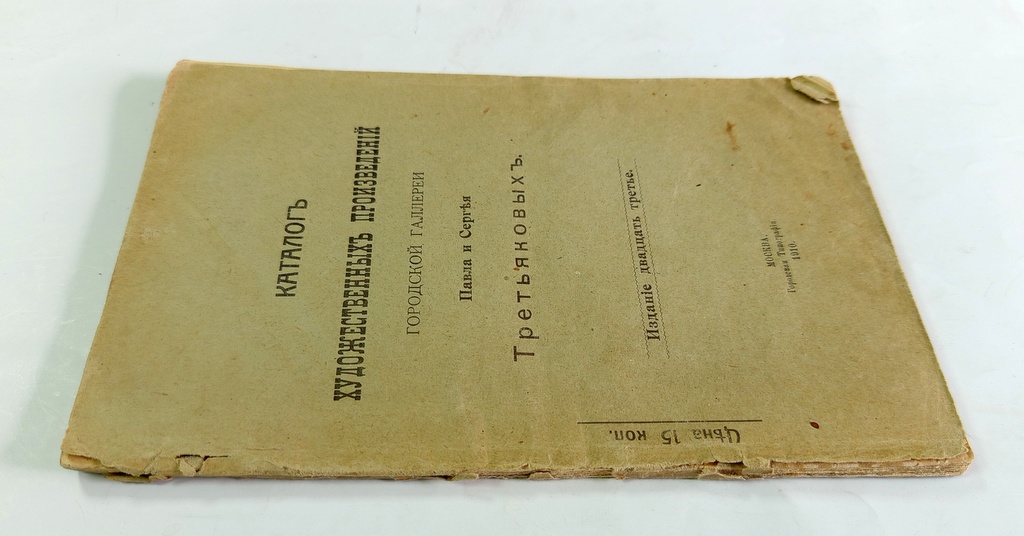 КАТАЛОГЪ
ХУДОЖЕСТВЕННЫХЪ ПРОИЗВЕДЕНІЙ
ГОРОДСКОЙ ГАЛЛЕРЕИ
Павла и Сергѣя
Третьяковыхъ.
Изданіе двадцать третье.
МОСКВА.
Городская Типографія
1910.
Цѣна 15 коп.